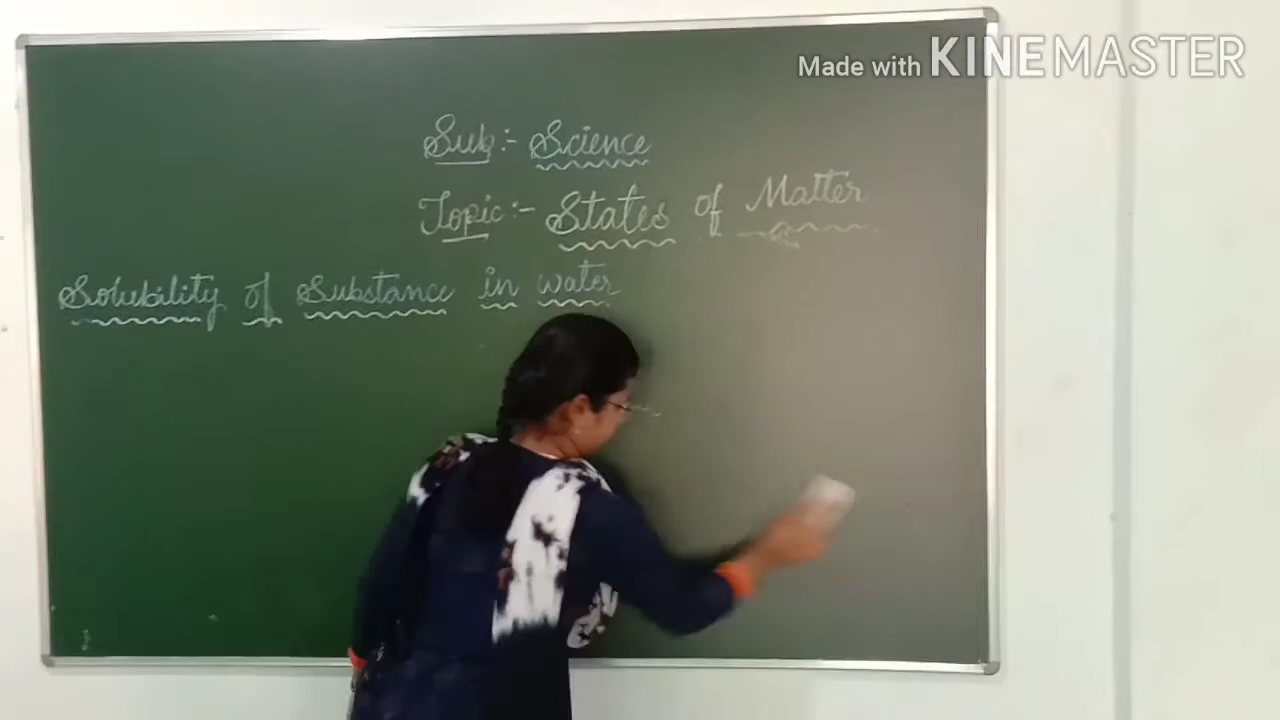 Made with KINEMASTER
Sub:- Science
Topic:- States of Matter
Solubility of Substance in water